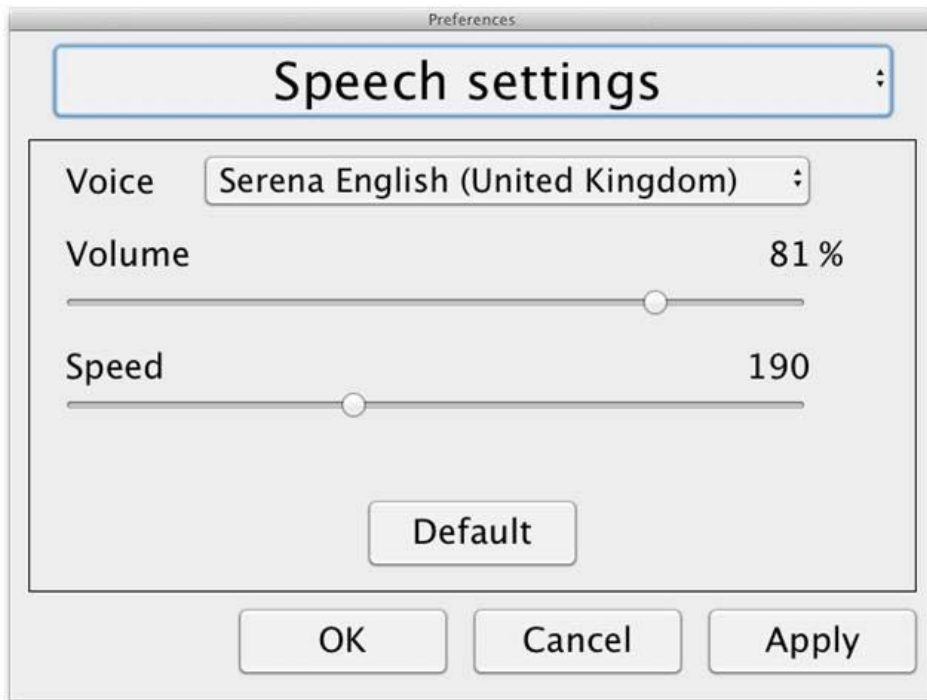 Preferences
Speech settings
Voice Serena English (United Kingdom)
Volume 81 %
Speed 190
Default
OK Cancel Apply